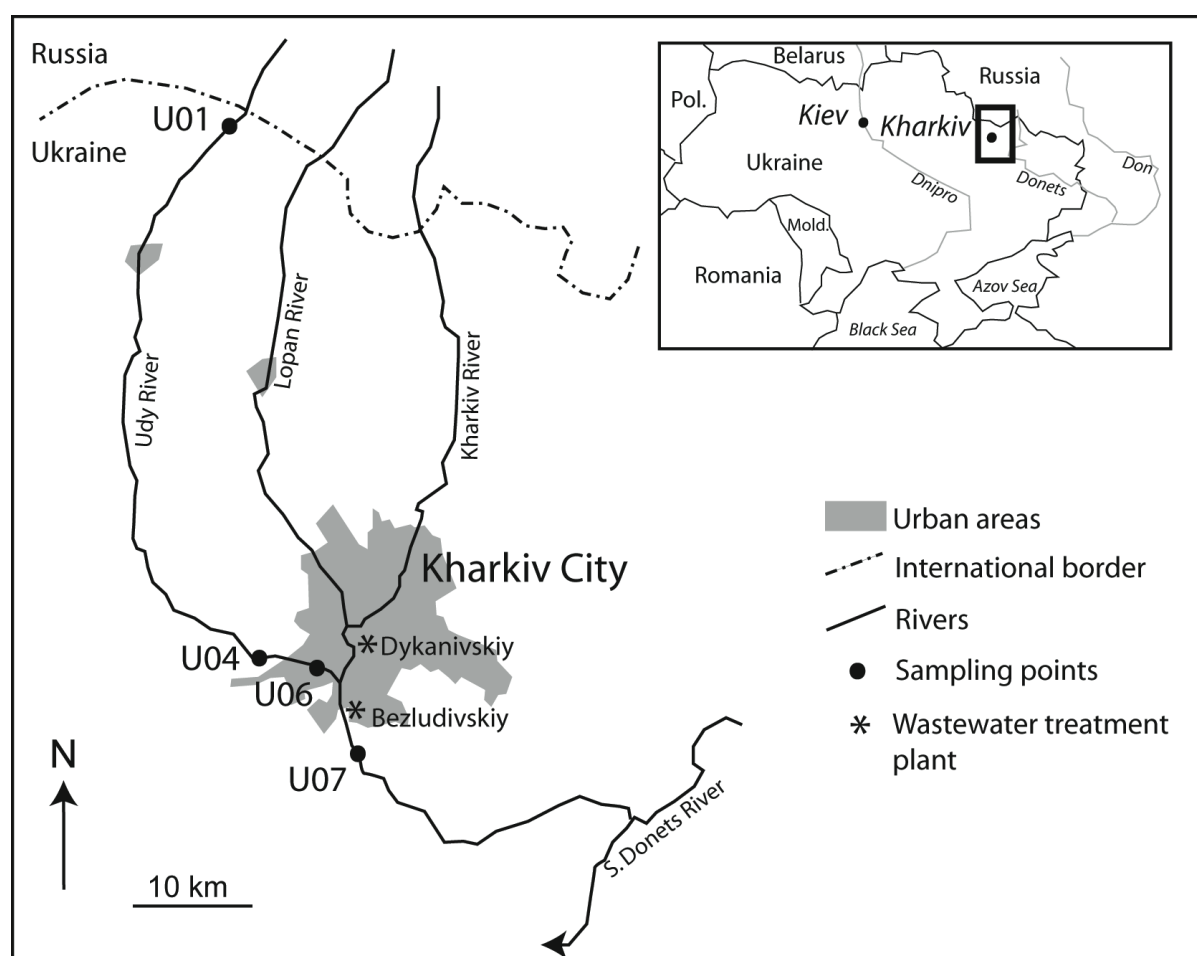 Russia
U01
Ukraine
Udy River
Lopan River
Kharkiv River
Kharkiv City
Dykanivskiy
U04
U06
Bezludivskiy
U07
S. Donets River
N
10 km
Belarus
Russia
Pol.
Kiev
Kharkiv
Ukraine
Dnipro
Donets
Don
Mold.
Romania
Azov Sea
Black Sea
Urban areas
International border
Rivers
Sampling points
Wastewater treatment
plant